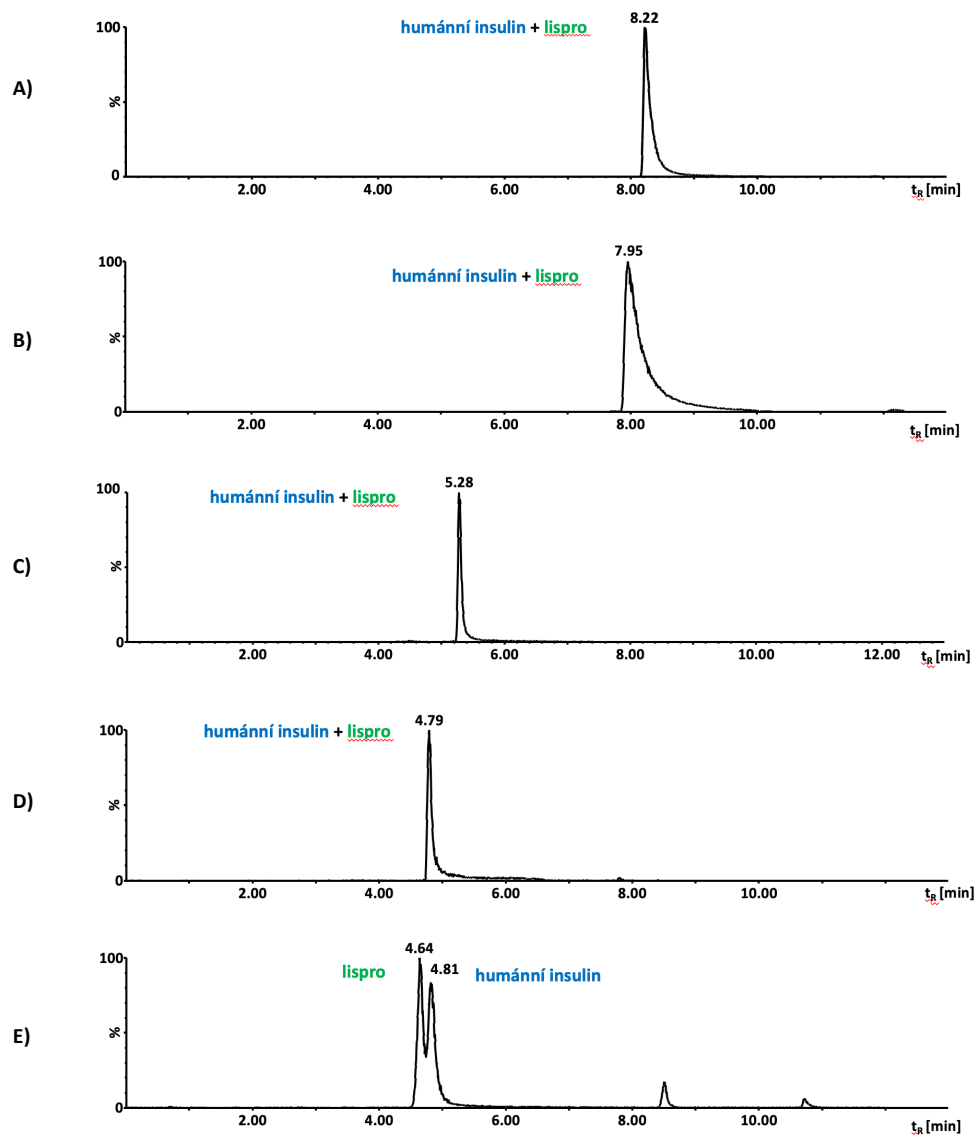 A)
humánní insulin + lispro
8.22
100
%
0
2.00 4.00 6.00 8.00 10.00
tR [min]
B)
humánní insulin + lispro
7.95
100
%
0
2.00 4.00 6.00 8.00 10.00
tR [min]
C)
humánní insulin + lispro
5.28
100
%
0
2.00 4.00 6.00 8.00 10.00 12.00
tR [min]
D)
humánní insulin + lispro
4.79
100
%
0
2.00 4.00 6.00 8.00 10.00
tR [min]
E)
4.64
lispro 4.81 humánní insulin
100
%
0
2.00 4.00 6.00 8.00 10.00
tR [min]